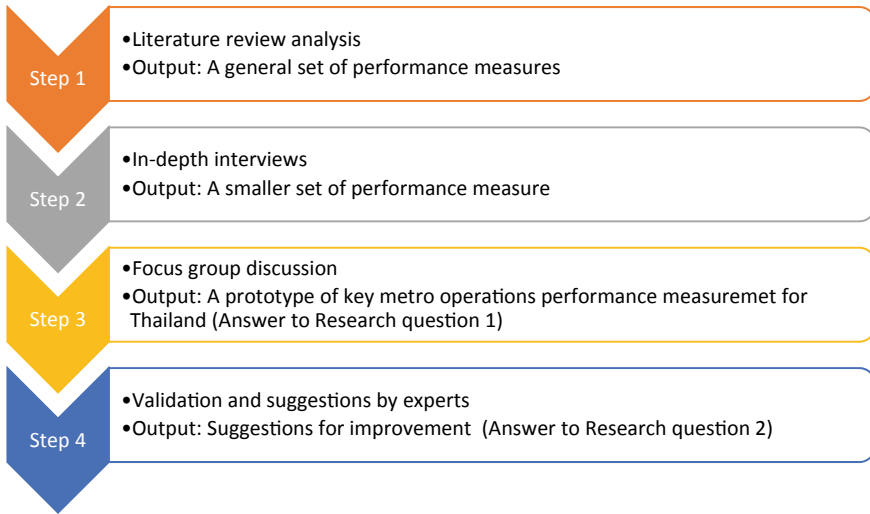 Step 1
•Literature review analysis
•Output: A general set of performance measures
Step 2
•In-depth interviews
•Output: A smaller set of performance measure
Step 3
•Focus group discussion
•Output: A prototype of key metro operations performance measuremet for
Thailand (Answer to Research question 1)
Step 4
•Validation and suggestions by experts
•Output: Suggestions for improvement (Answer to Research question 2)